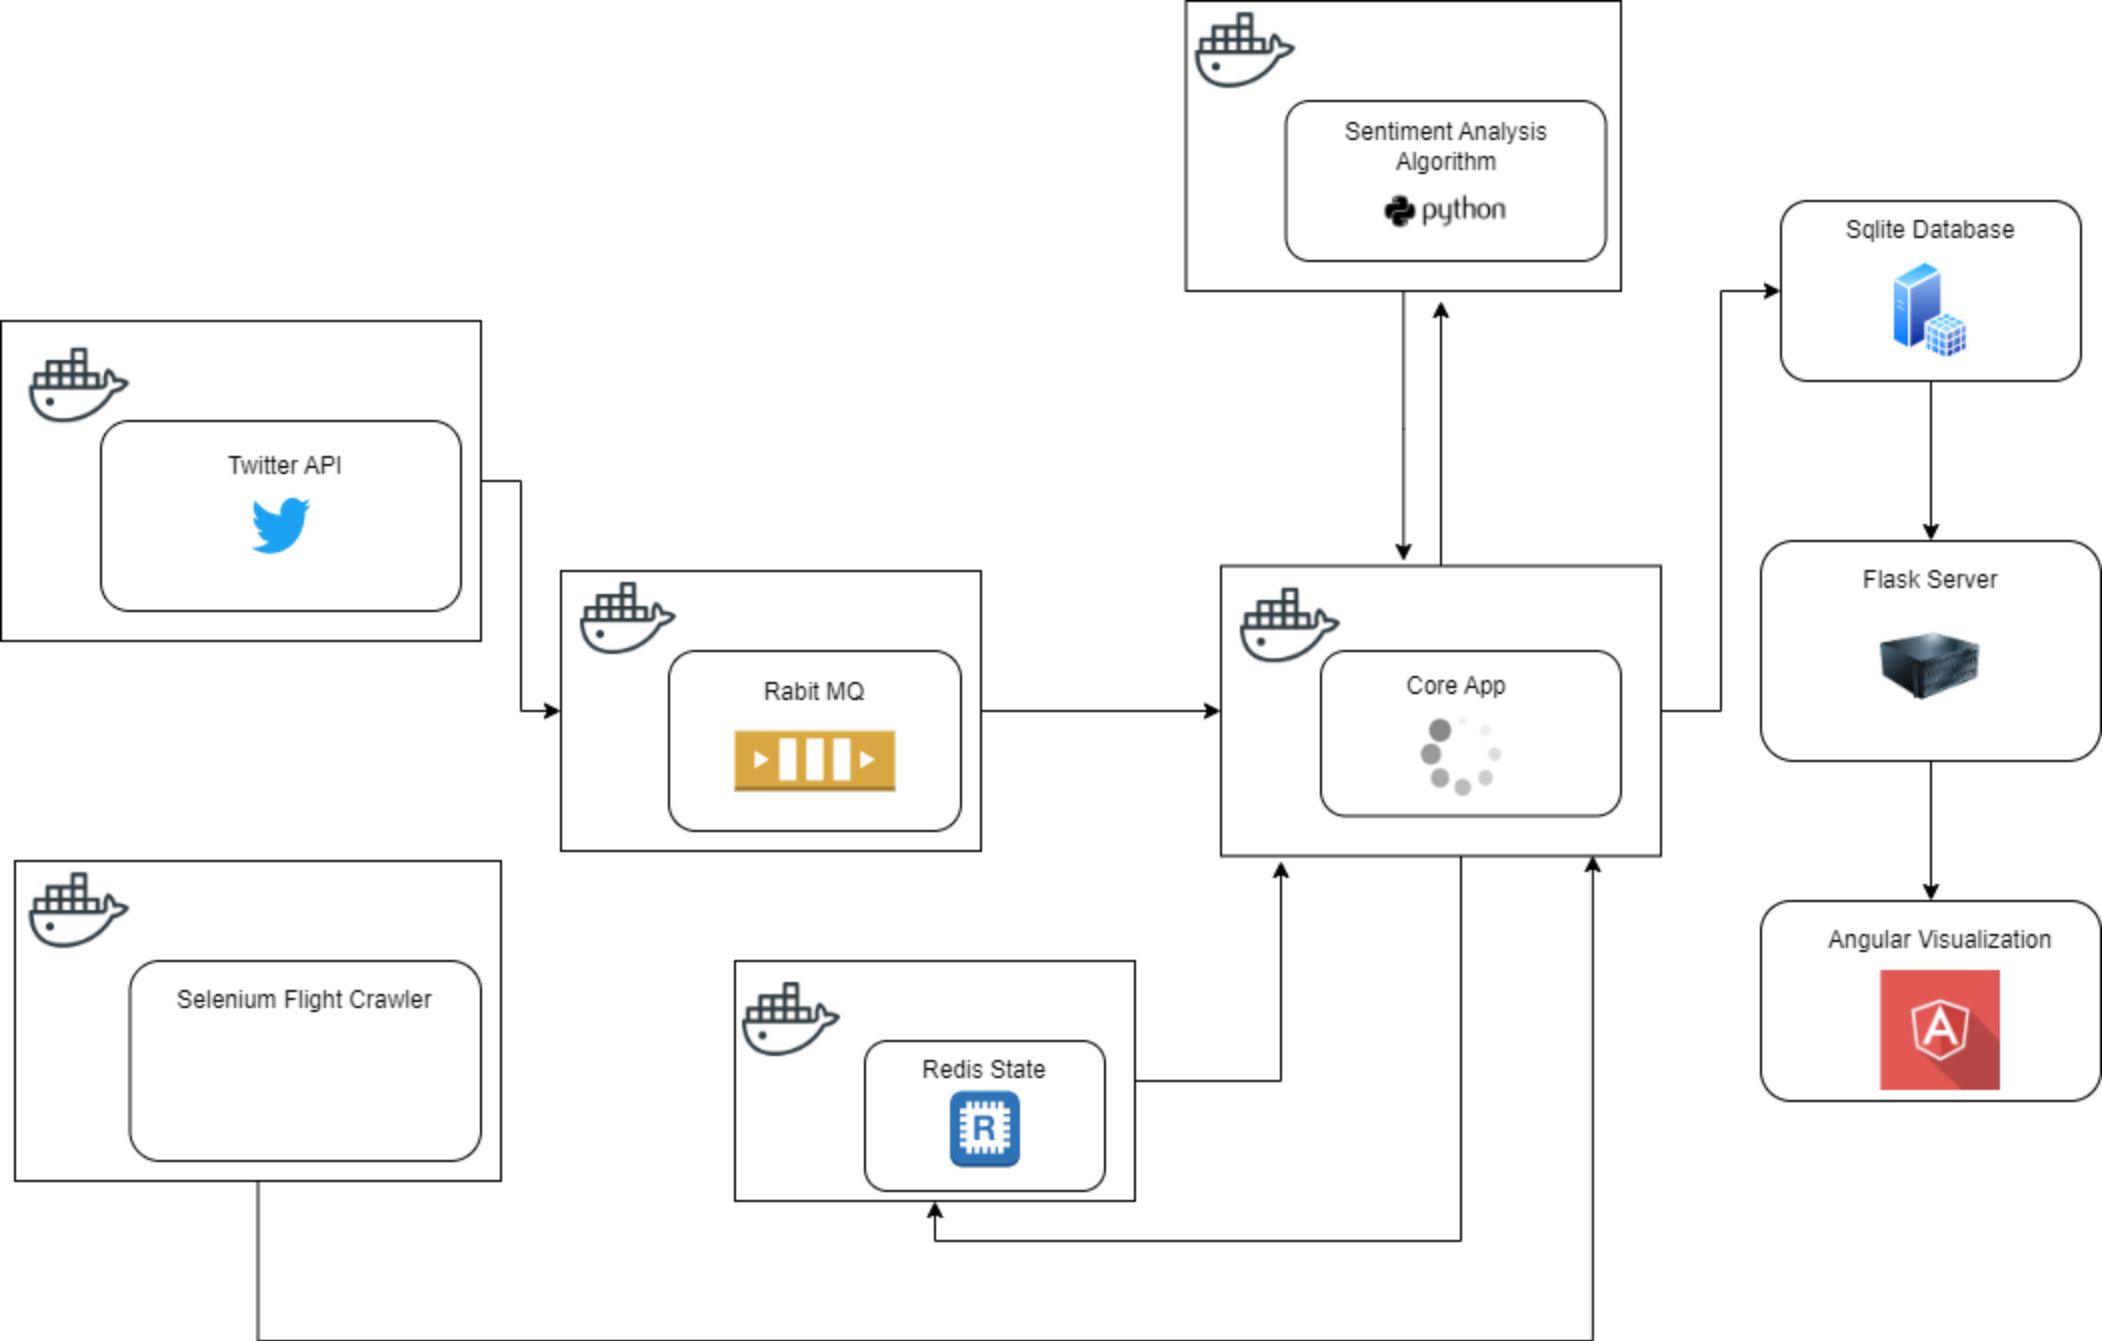 Sentiment Analysis
Algorithm
python
Sqlite Database
Twitter API
Flask Server
Rabit MQ
Core App
Angular Visualization
A
Selenium Flight Crawler
Redis State
R